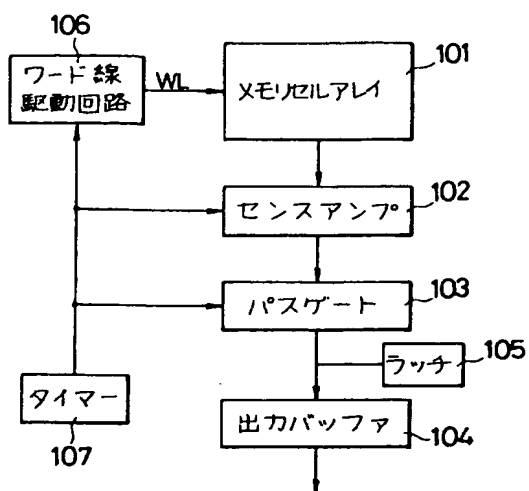 106
ワード線
駆動回路
WL
101
メモリセルアレイ
102
センスアンプ
103
パスゲート
105
ラッチ
タイマー
107
出力バッファ
104